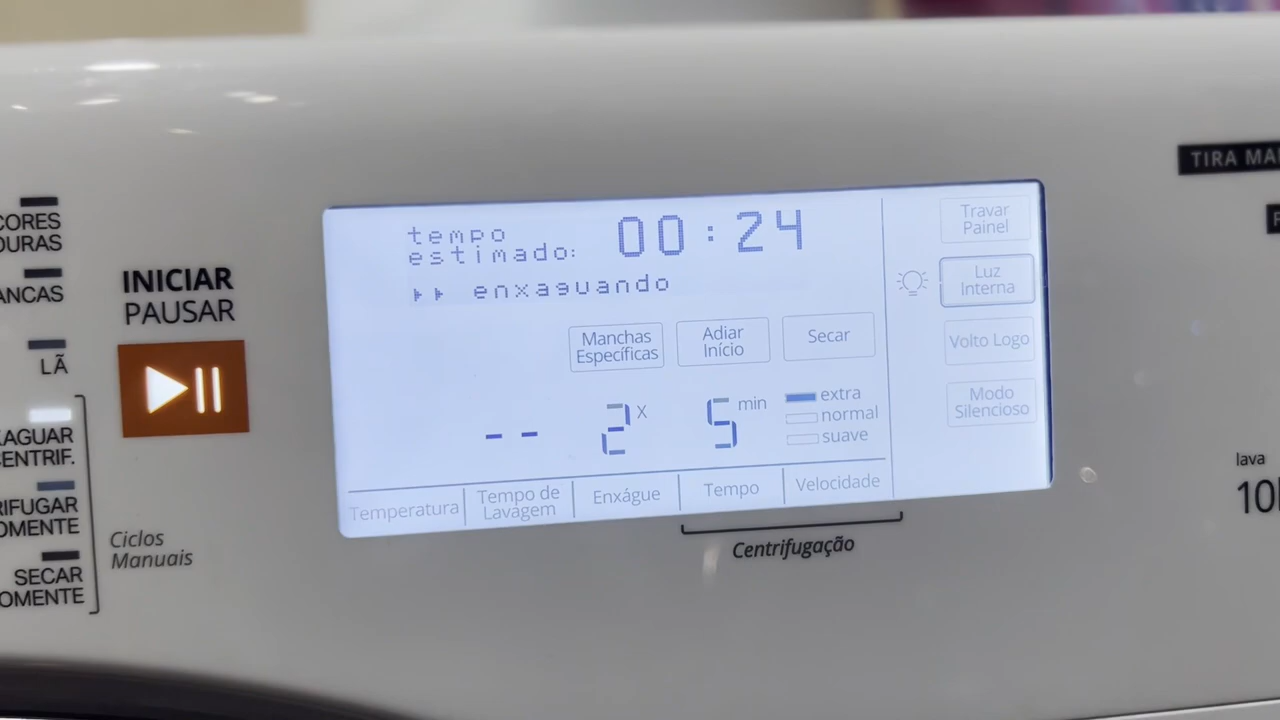 CORES
DURAS
ANCAS
LÃ
XAGUAR
CENTRIF.
RIFUGAR
OMENTE
SECAR
OMENTE
Ciclos
Manuais
INICIAR
PAUSAR
tempo
estimado: 00:24
enxaguando
Manchas
Específicas
Adiar
Início
Secar
-- 2 X 5 min
extra
normal
suave
Temperatura
Tempo de
Lavagem
Enxágue
Tempo
Velocidade
Centrifugação
Travar
Painel
Luz
Interna
Volto Logo
Modo
Silencioso
TIRA MA
lava
10